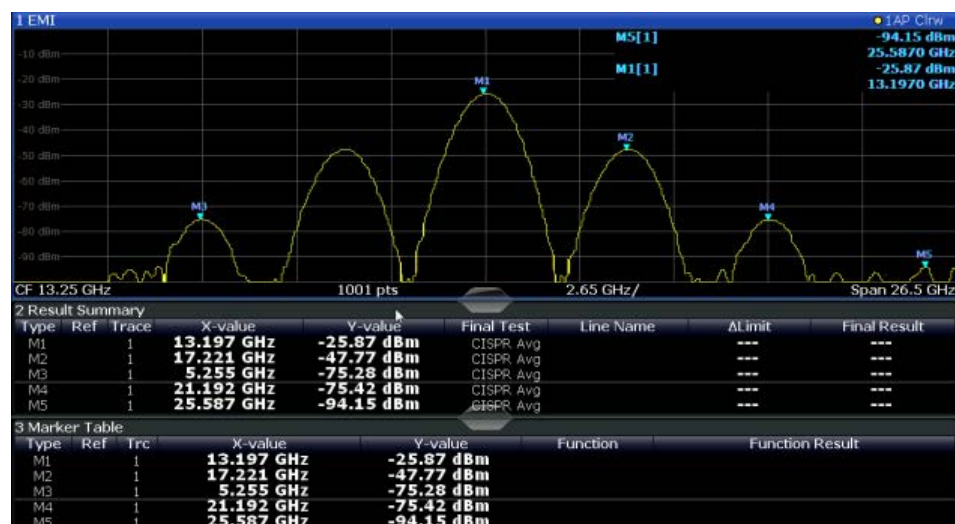 1 EMI 1AP Clrw
M5[1] -94.15 dBm
25.5870 GHz
M1[1] -25.87 dBm
13.1970 GHz
-10 dBm
-20 dBm
-30 dBm
-40 dBm
-50 dBm
-60 dBm
-70 dBm
-80 dBm
-90 dBm
M1
M2
M3
M4
M5
CF 13.25 GHz 1001 pts 2.65 GHz/ Span 26.5 GHz
2 Result Summary
Type Ref Trace X-value Y-value Final Test Line Name ΔLimit Final Result
M1 1 13.197 GHz -25.87 dBm CISPR Avg --- ---
M2 1 17.221 GHz -47.77 dBm CISPR Avg --- ---
M3 1 5.255 GHz -75.28 dBm CISPR Avg --- ---
M4 1 21.192 GHz -75.42 dBm CISPR Avg --- ---
M5 1 25.587 GHz -94.15 dBm CISPR Avg --- ---
3 Marker Table
Type Ref Trc X-value Y-value Function Function Result
M1 1 13.197 GHz -25.87 dBm
M2 1 17.221 GHz -47.77 dBm
M3 1 5.255 GHz -75.28 dBm
M4 1 21.192 GHz -75.42 dBm
M5 1 25.587 GHz -94.15 dBm